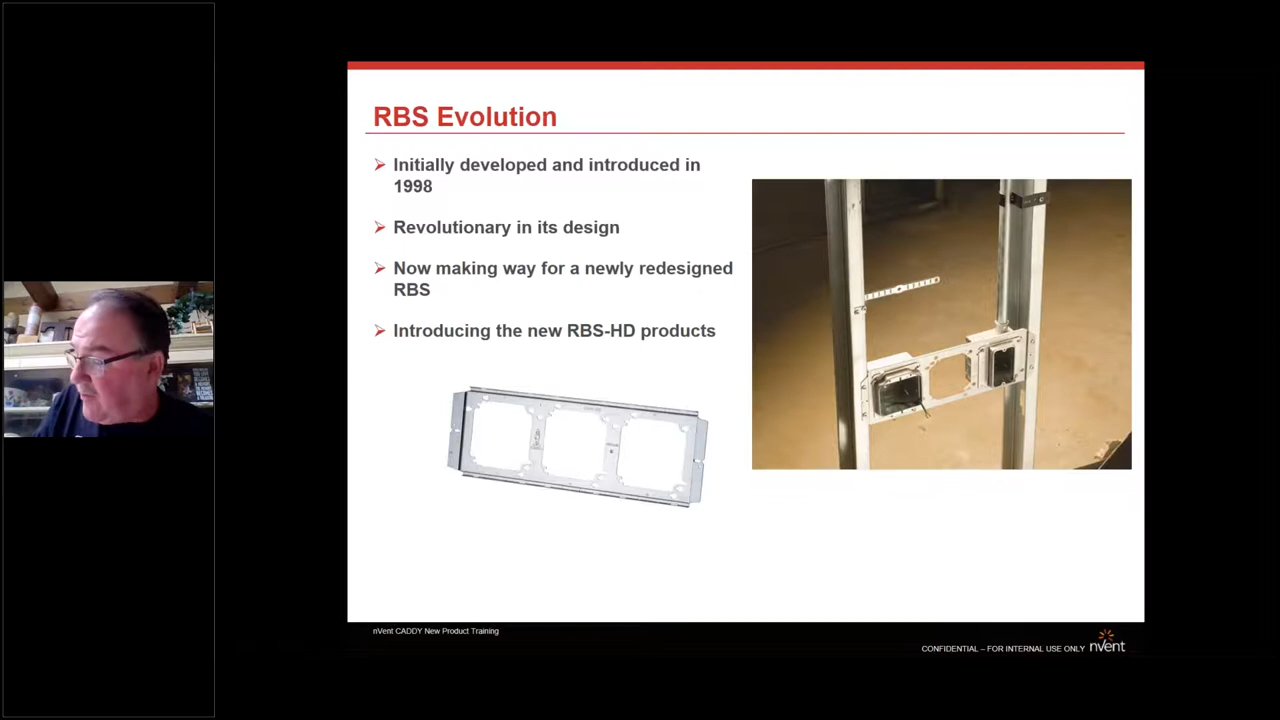 RBS Evolution
Initially developed and introduced in
1998
Revolutionary in its design
Now making way for a newly redesigned
RBS
Introducing the new RBS-HD products
nVent CADDY New Product Training
CONFIDENTIAL – FOR INTERNAL USE ONLY
nVent